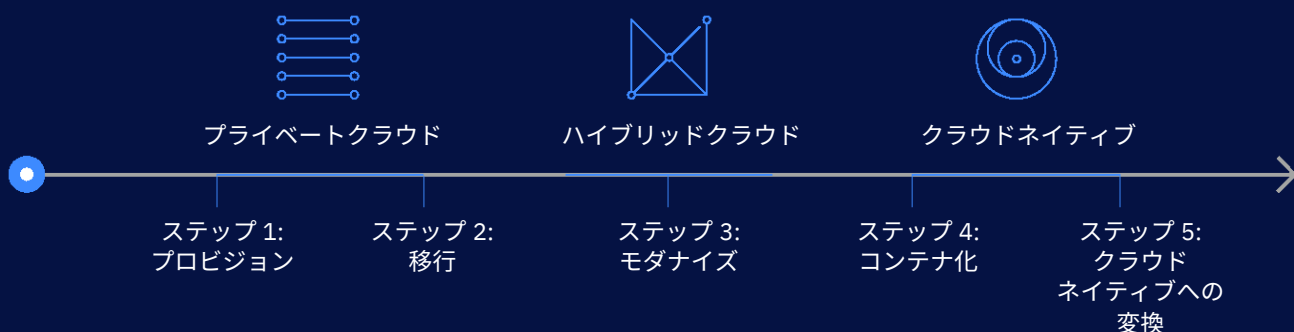 プライベートクラウド
ハイブリッドクラウド
クラウドネイティブ
ステップ 1:
プロビジョン
ステップ 2:
移行
ステップ 3:
モダナイズ
ステップ 4:
コンテナ化
ステップ 5:
クラウド
ネイティブへの
変換